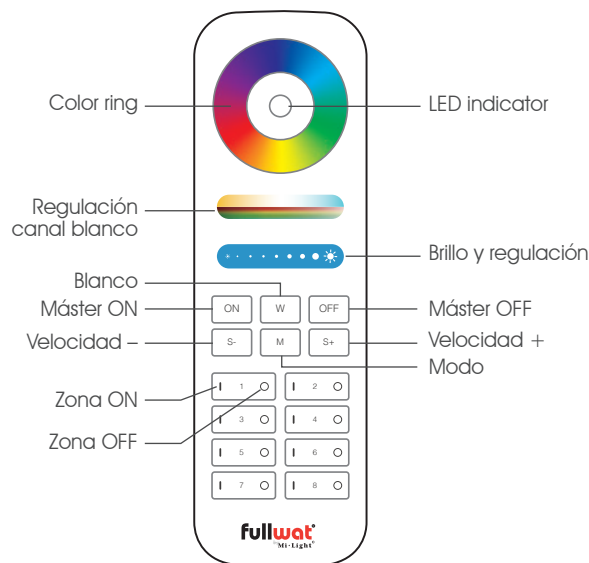 Color ring
LED indicator
Regulación
canal blanco
Brillo y regulación
Blanco
Máster ON
ON
W
OFF
Máster OFF
Velocidad –
S-
M
S+
Velocidad +
Modo
Zona ON
Zona OFF
1
2
3
4
5
6
7
8
fullwat®
Mi·Light®